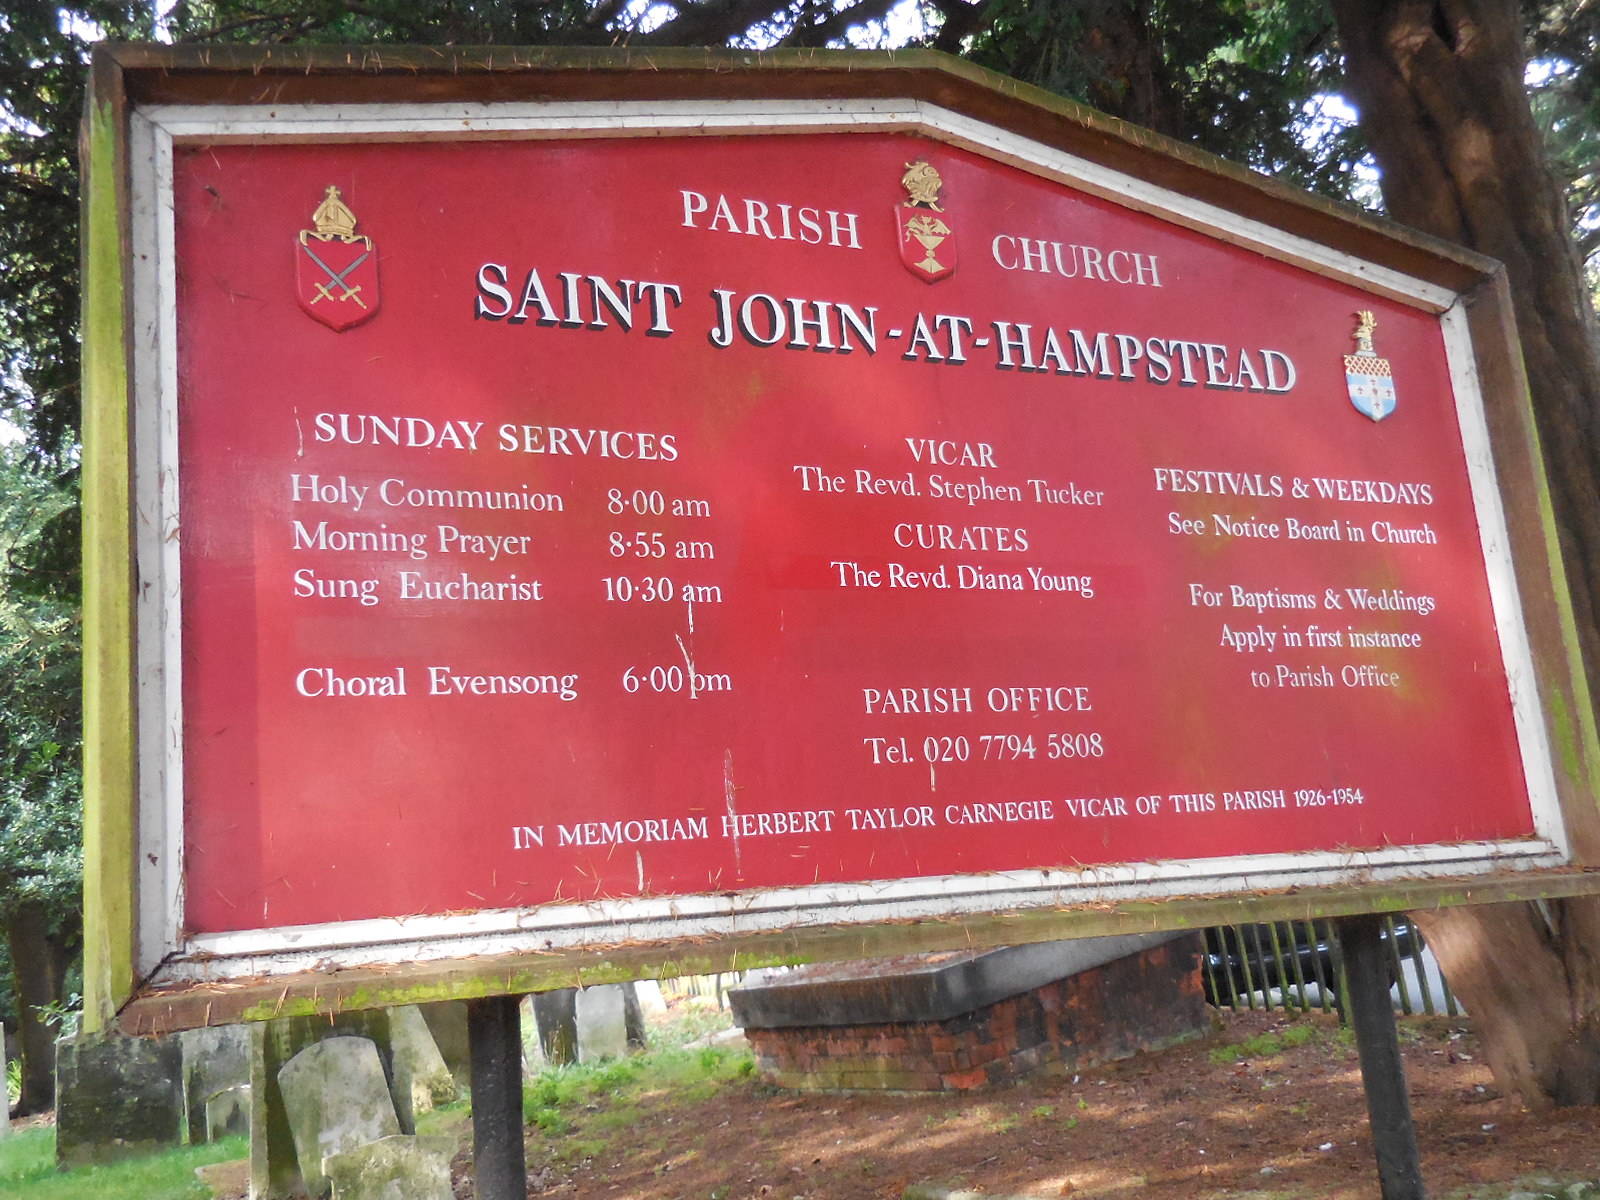 PARISH CHURCH
SAINT JOHN-AT-HAMPSTEAD
SUNDAY SERVICES
Holy Communion 8·00 am
Morning Prayer 8·55 am
Sung Eucharist 10·30 am
Choral Evensong 6·00 pm
VICAR
The Revd. Stephen Tucker
CURATES
The Revd. Diana Young
PARISH OFFICE
Tel. 020 7794 5808
FESTIVALS & WEEKDAYS
See Notice Board in Church
For Baptisms & Weddings
Apply in first instance
to Parish Office
IN MEMORIAM HERBERT TAYLOR CARNEGIE VICAR OF THIS PARISH 1926-1954